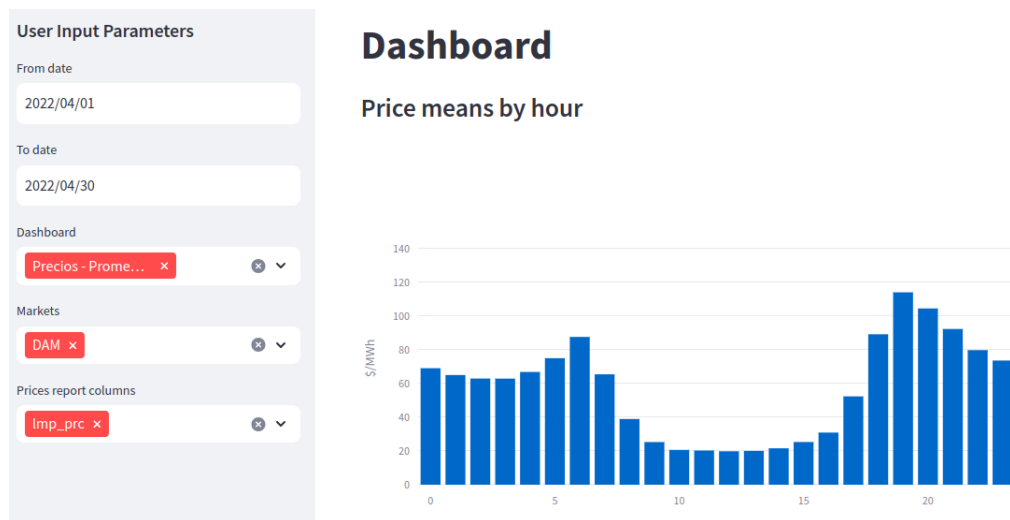 User Input Parameters
From date
2022/04/01
To date
2022/04/30
Dashboard
Precios - Prome... ×
Markets
DAM ×
Prices report columns
lmp_prc ×
Dashboard
Price means by hour
$/MWh
140
120
100
80
60
40
20
0
0 5 10 15 20